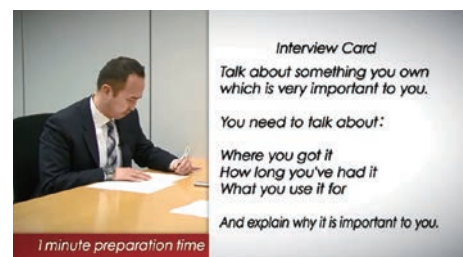 Interview Card
Talk about something you own
which is very important to you.
You need to talk about:
Where you got it
How long you've had it
What you use it for
And explain why it is important to you.
1 minute preparation time